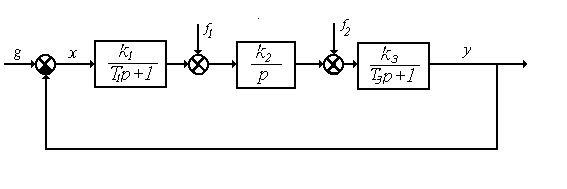 f₁ f₂
g x k₁ k₂ k₃ y
T₁p+1 p T₃p+1